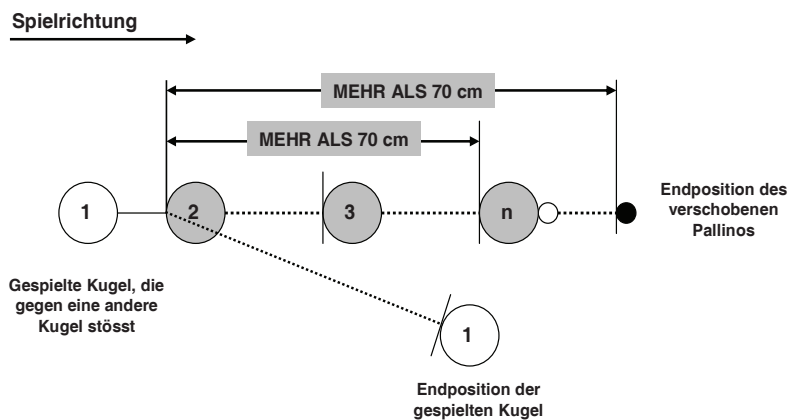 Spielrichtung
MEHR ALS 70 cm
MEHR ALS 70 cm
1
2
3
n
Endposition des
verschobenen
Pallinos
Gespielte Kugel, die
gegen eine andere
Kugel stösst
1
Endposition der
gespielten Kugel